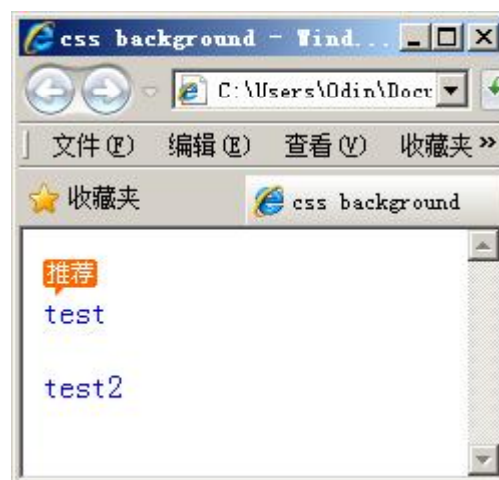 css background - Wind...
C:\Users\Odin\Docu
文件(F) 编辑(E) 查看(V) 收藏夹 »
收藏夹 css background
推荐
test
test2